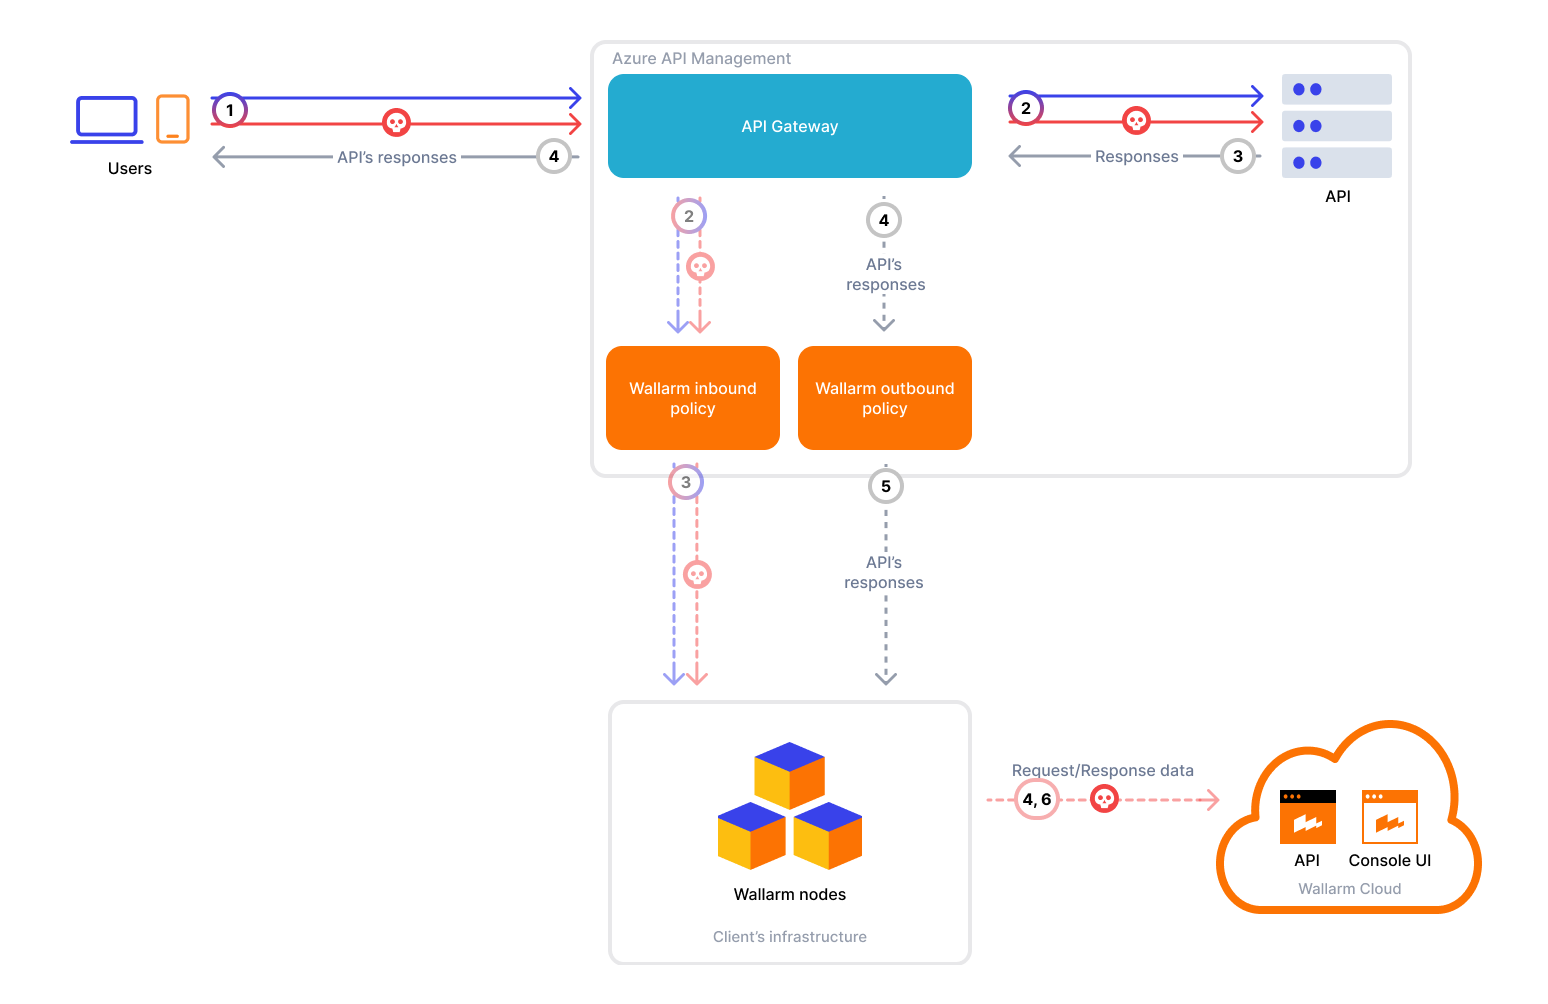 Azure API Management
API Gateway
1
2
API's responses
4
Responses
3
Users
API
2
4
API's
responses
Wallarm inbound
policy
Wallarm outbound
policy
3
5
API's
responses
Request/Response data
4, 6
Wallarm nodes
Client's infrastructure
API
Console UI
Wallarm Cloud